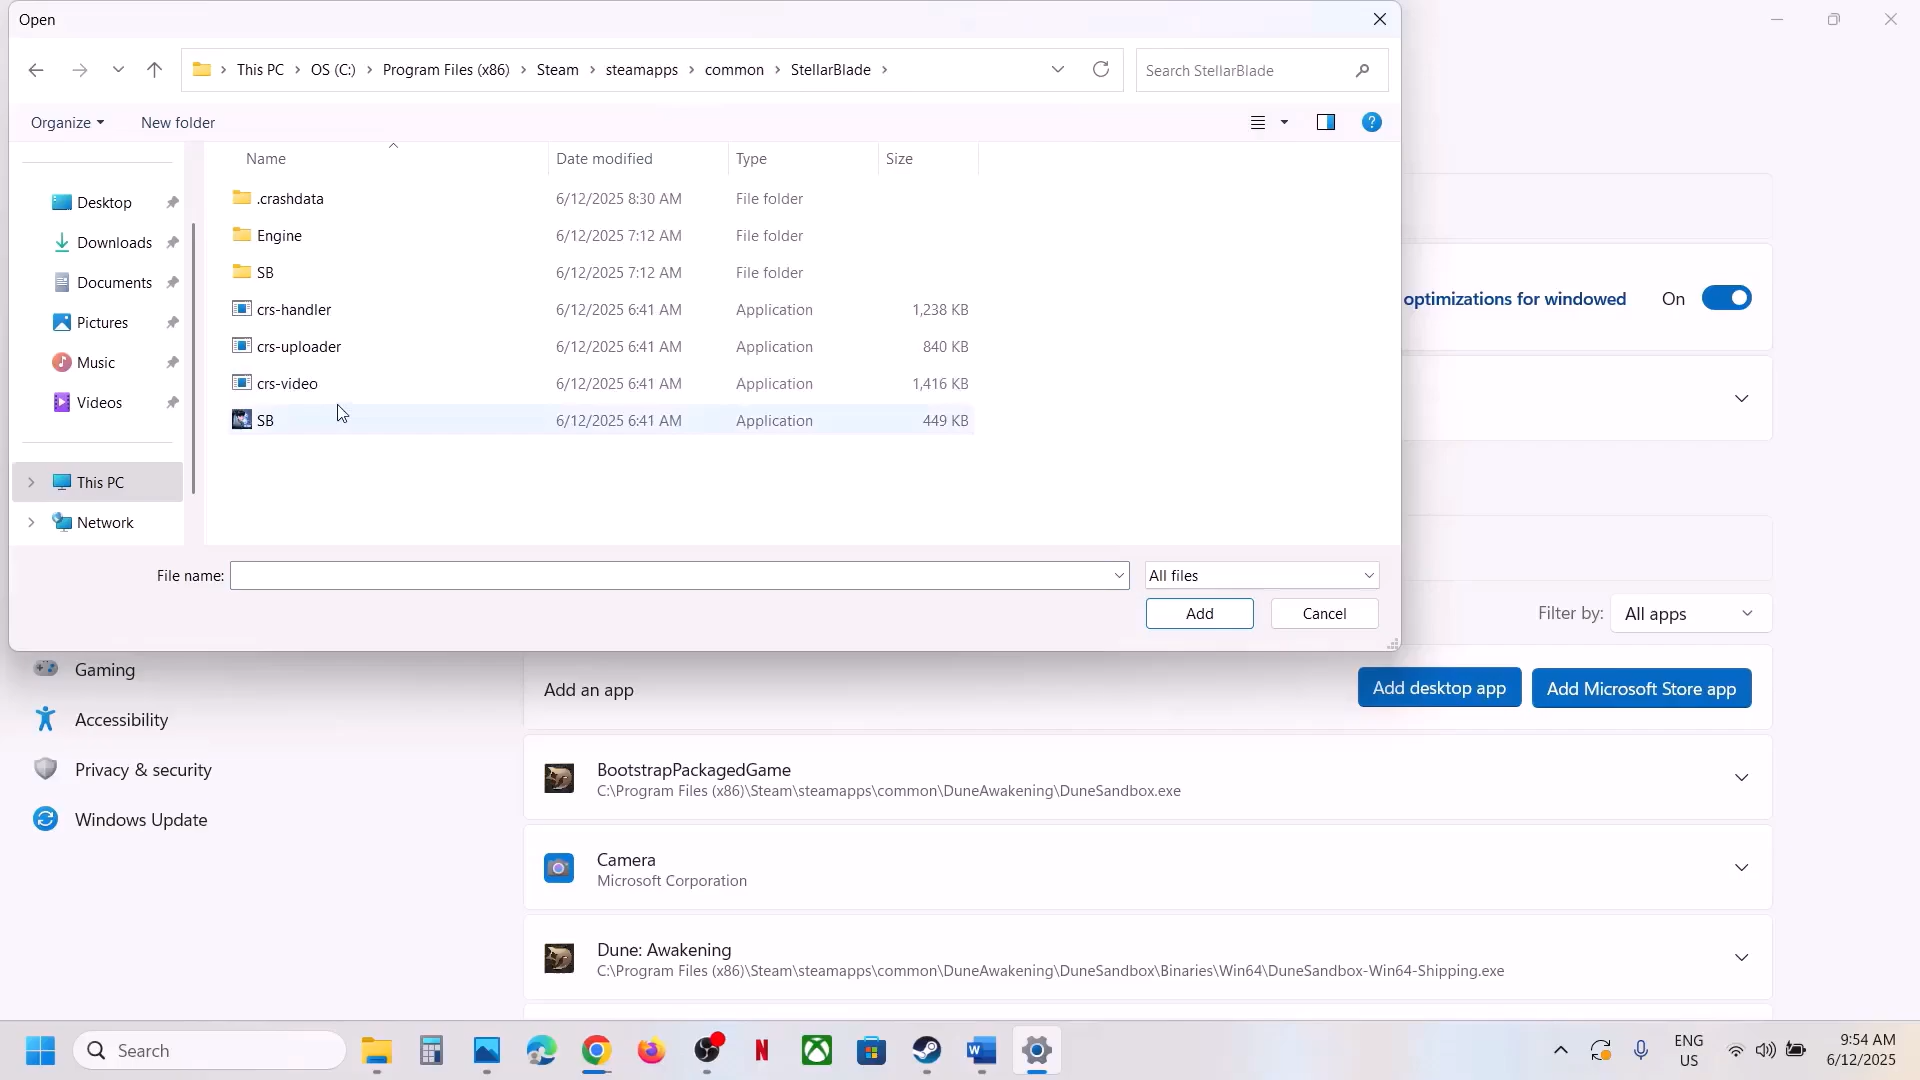 Open
This PC > OS (C:) > Program Files (x86) > Steam > steamapps > common > StellarBlade >
Search StellarBlade
Organize
New folder
Name
Date modified
Type
Size
Desktop
Downloads
Documents
Pictures
Music
Videos
This PC
Network
.crashdata 6/12/2025 8:30 AM File folder
Engine 6/12/2025 7:12 AM File folder
SB 6/12/2025 7:12 AM File folder
crs-handler 6/12/2025 6:41 AM Application 1,238 KB
crs-uploader 6/12/2025 6:41 AM Application 840 KB
crs-video 6/12/2025 6:41 AM Application 1,416 KB
SB 6/12/2025 6:41 AM Application 449 KB
File name:
All files
Add
Cancel
optimizations for windowed
On
Filter by:
All apps
Gaming
Accessibility
Privacy & security
Windows Update
Add an app
Add desktop app
Add Microsoft Store app
BootstrapPackagedGame
C:\Program Files (x86)\Steam\steamapps\common\DuneAwakening\DuneSandbox.exe
Camera
Microsoft Corporation
Dune: Awakening
C:\Program Files (x86)\Steam\steamapps\common\DuneAwakening\DuneSandbox\Binaries\Win64\DuneSandbox-Win64-Shipping.exe
Search
ENG
US
9:54 AM
6/12/2025